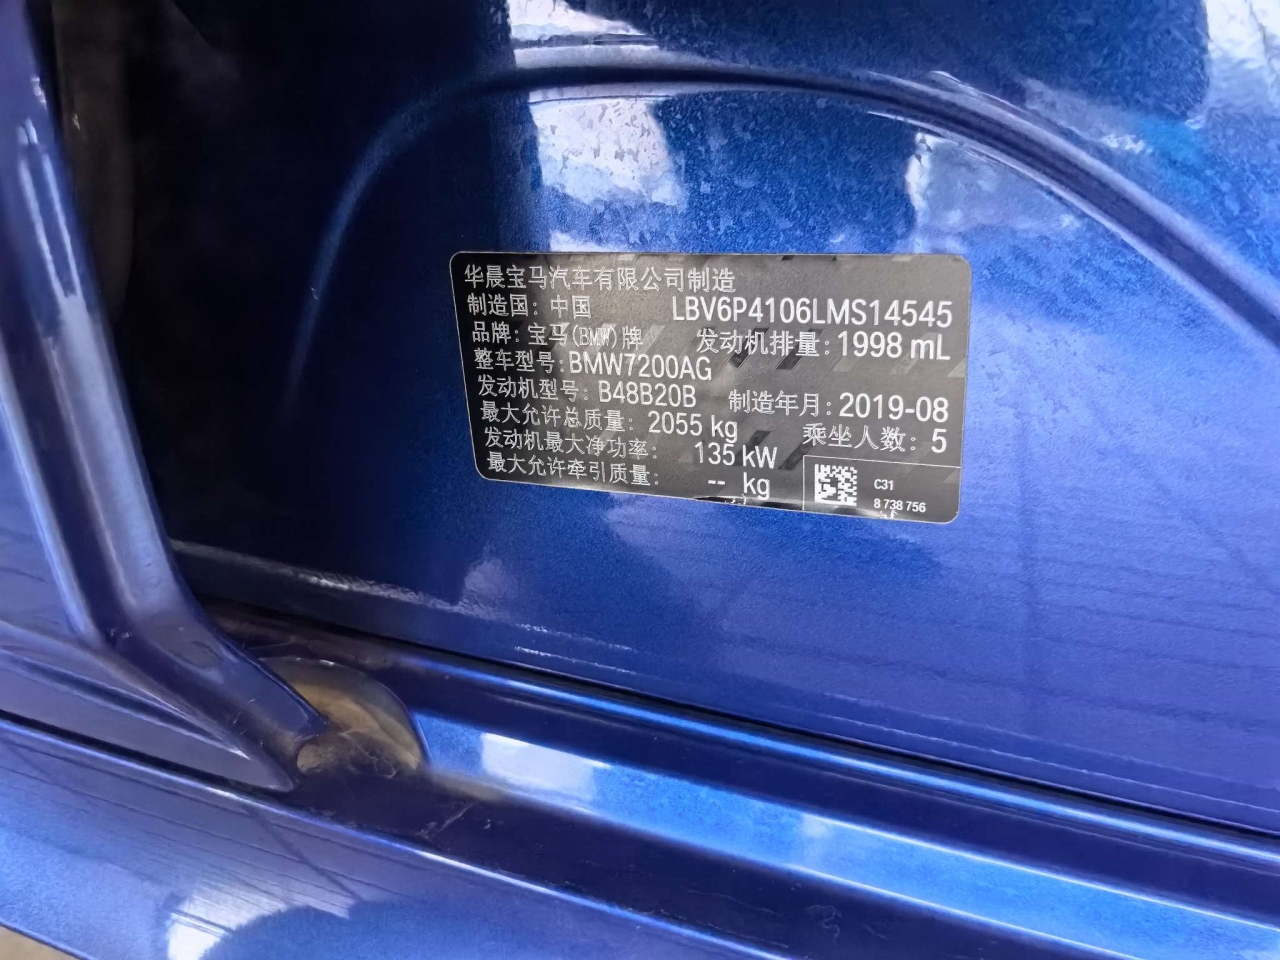 华晨宝马汽车有限公司制造
制造国：中国 LBV6P4106LMS14545
品牌：宝马(BMW)牌 发动机排量：1998 mL
整车型号：BMW7200AG
发动机型号：B48B20B 制造年月：2019-08
最大允许总质量：2055 kg 乘坐人数：5
发动机最大净功率：135 kW
最大允许牵引质量：-- kg
C31
8 738 756